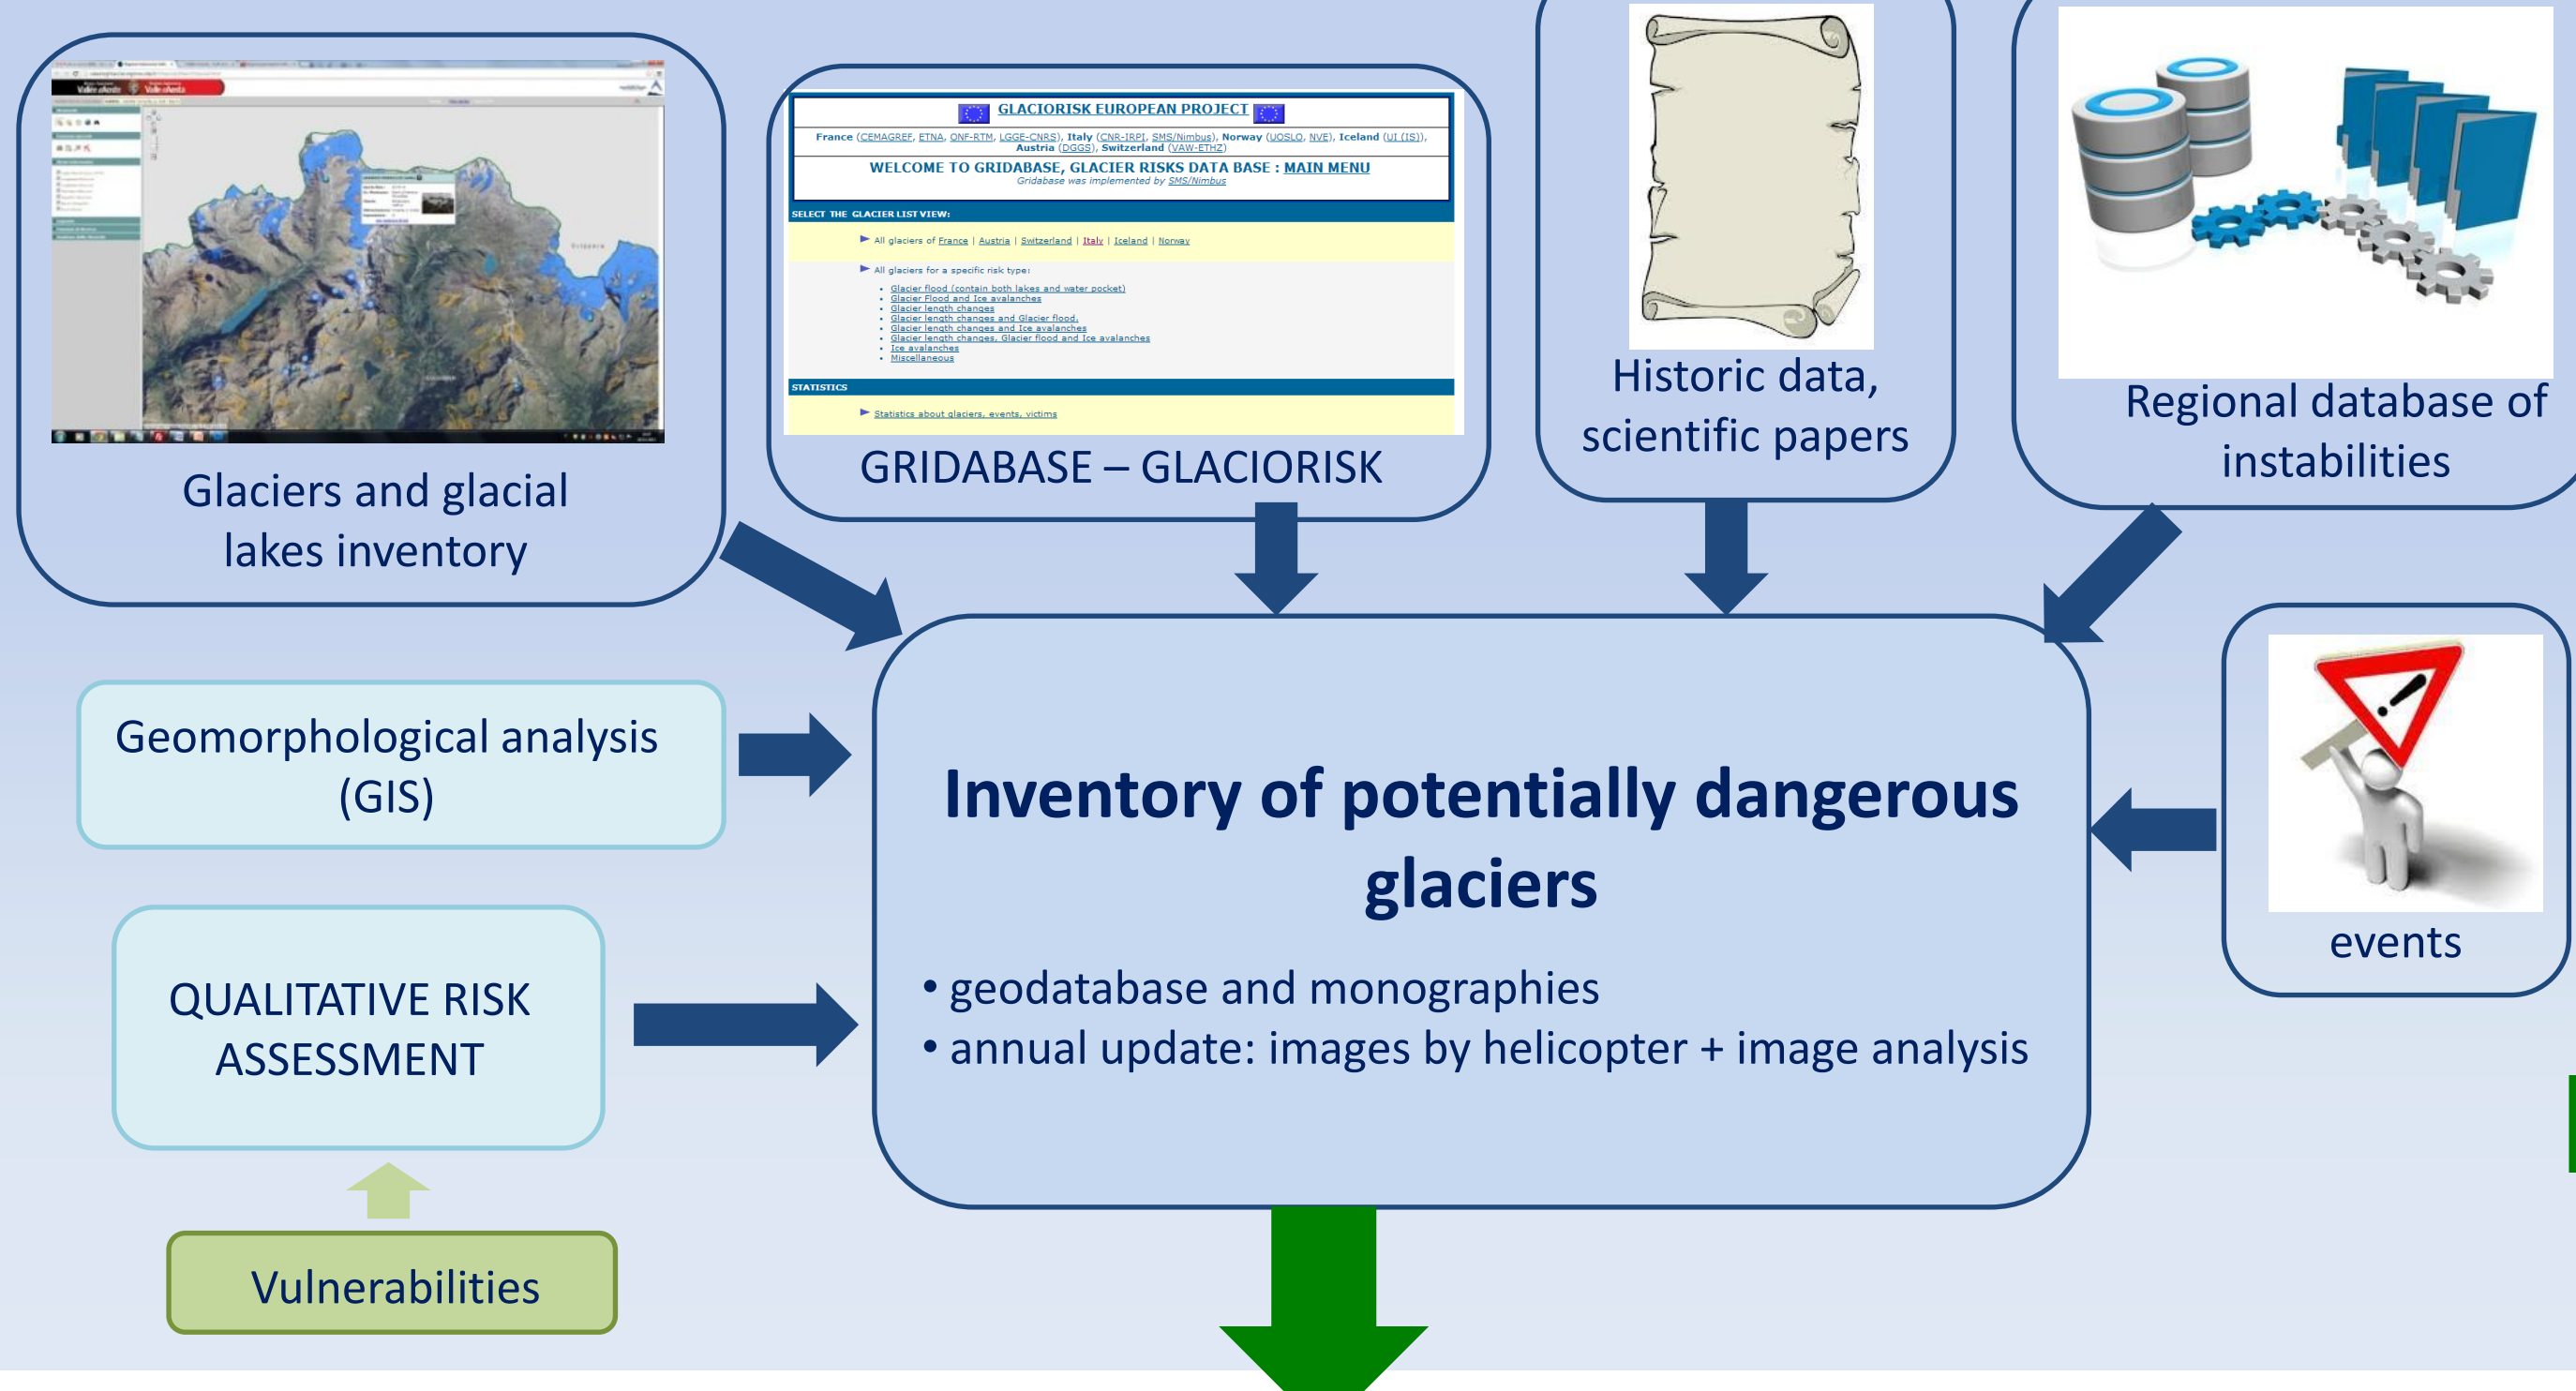 Vallée d'Aoste
Valle d'Aosta
Glaciers and glacial
lakes inventory
GLACIORISK EUROPEAN PROJECT
France (CEMAGREF, ETNA, ONF-RTM, LGGE-CNRS), Italy (CNR-IRPI, SMS/Nimbus), Norway (UOSLO, NVE), Iceland (UI (IS)),
Austria (DGGS), Switzerland (VAW-ETHZ)
WELCOME TO GRIDABASE, GLACIER RISKS DATA BASE : MAIN MENU
Gridabase was implemented by SMS/Nimbus
SELECT THE GLACIER LIST VIEW:
All glaciers of France | Austria | Switzerland | Italy | Iceland | Norway
All glaciers for a specific risk type:
• Glacier flood (contain both lakes and water pocket)
• Glacier Flood and Ice avalanches
• Glacier length changes
• Glacier length changes and Glacier flood.
• Glacier length changes and Ice avalanches
• Glacier length changes, Glacier flood and Ice avalanches
• Ice avalanches
• Miscellaneous
STATISTICS
Statistics about glaciers, events, victims
GRIDABASE – GLACIORISK
Historic data,
scientific papers
Regional database of
instabilities
Geomorphological analysis
(GIS)
QUALITATIVE RISK
ASSESSMENT
Vulnerabilities
Inventory of potentially dangerous
glaciers
• geodatabase and monographies
• annual update: images by helicopter + image analysis
events